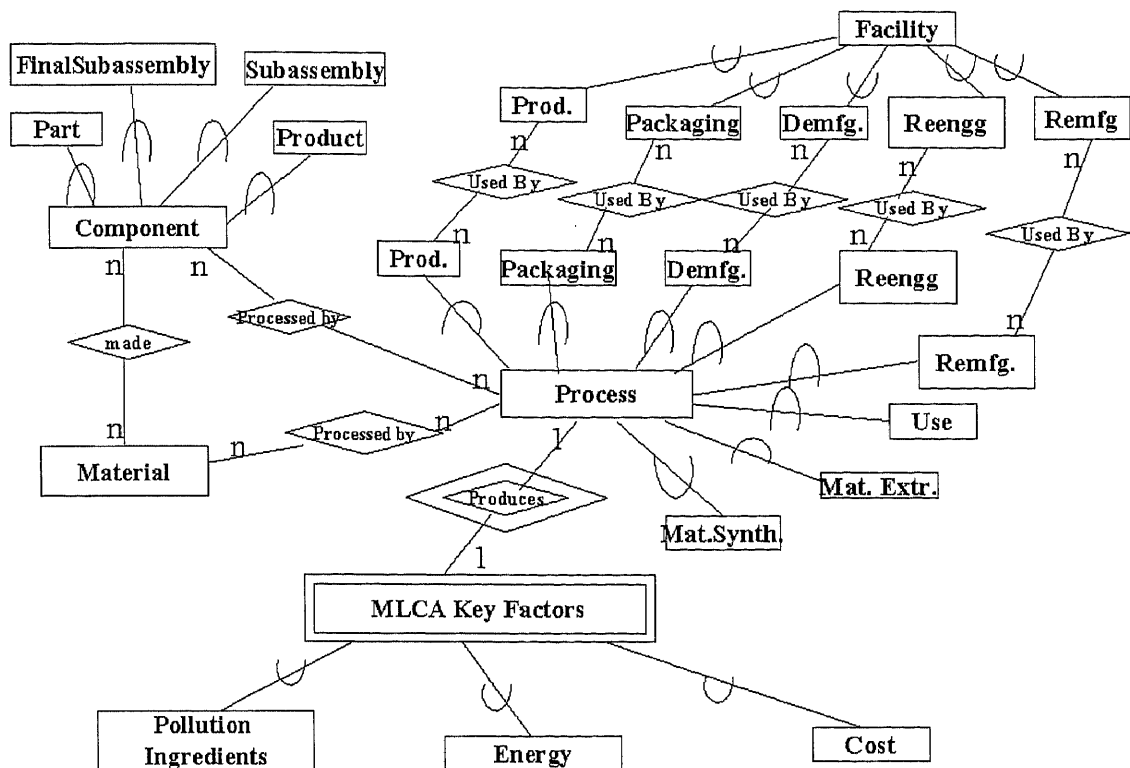 Facility
FinalSubassembly
Subassembly
Prod.
Packaging
Demfg.
Reengg
Remfg
Part
Product
n
n
n
n
n
Used By
Used By
Used By
Used By
Used By
Component
n
n
n
n
n
n
n
Prod.
Packaging
Demfg.
Reengg
Processed by
made
n
Remfg.
n
Process
Use
n
n
n
Processed by
1
Material
Mat. Extr.
Produces
Mat.Synth.
1
MLCA Key Factors
Pollution
Ingredients
Energy
Cost